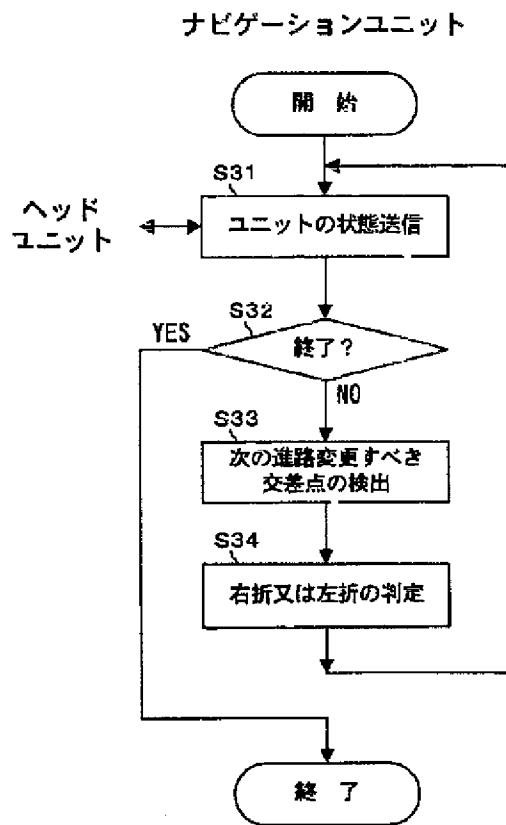 ナビゲーションユニット
開 始
S31
ヘッド
ユニット
ユニットの状態送信
S32
YES
終了?
NO
S33
次の進路変更すべき
交差点の検出
S34
右折又は左折の判定
終 了